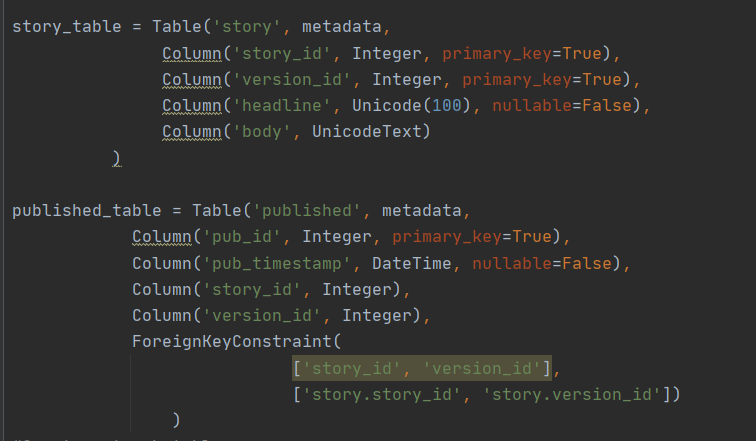 story_table = Table('story', metadata,
Column('story_id', Integer, primary_key=True),
Column('version_id', Integer, primary_key=True),
Column('headline', Unicode(100), nullable=False),
Column('body', UnicodeText)
)
published_table = Table('published', metadata,
Column('pub_id', Integer, primary_key=True),
Column('pub_timestamp', DateTime, nullable=False),
Column('story_id', Integer),
Column('version_id', Integer),
ForeignKeyConstraint(
['story_id', 'version_id'],
['story.story_id', 'story.version_id'])
)